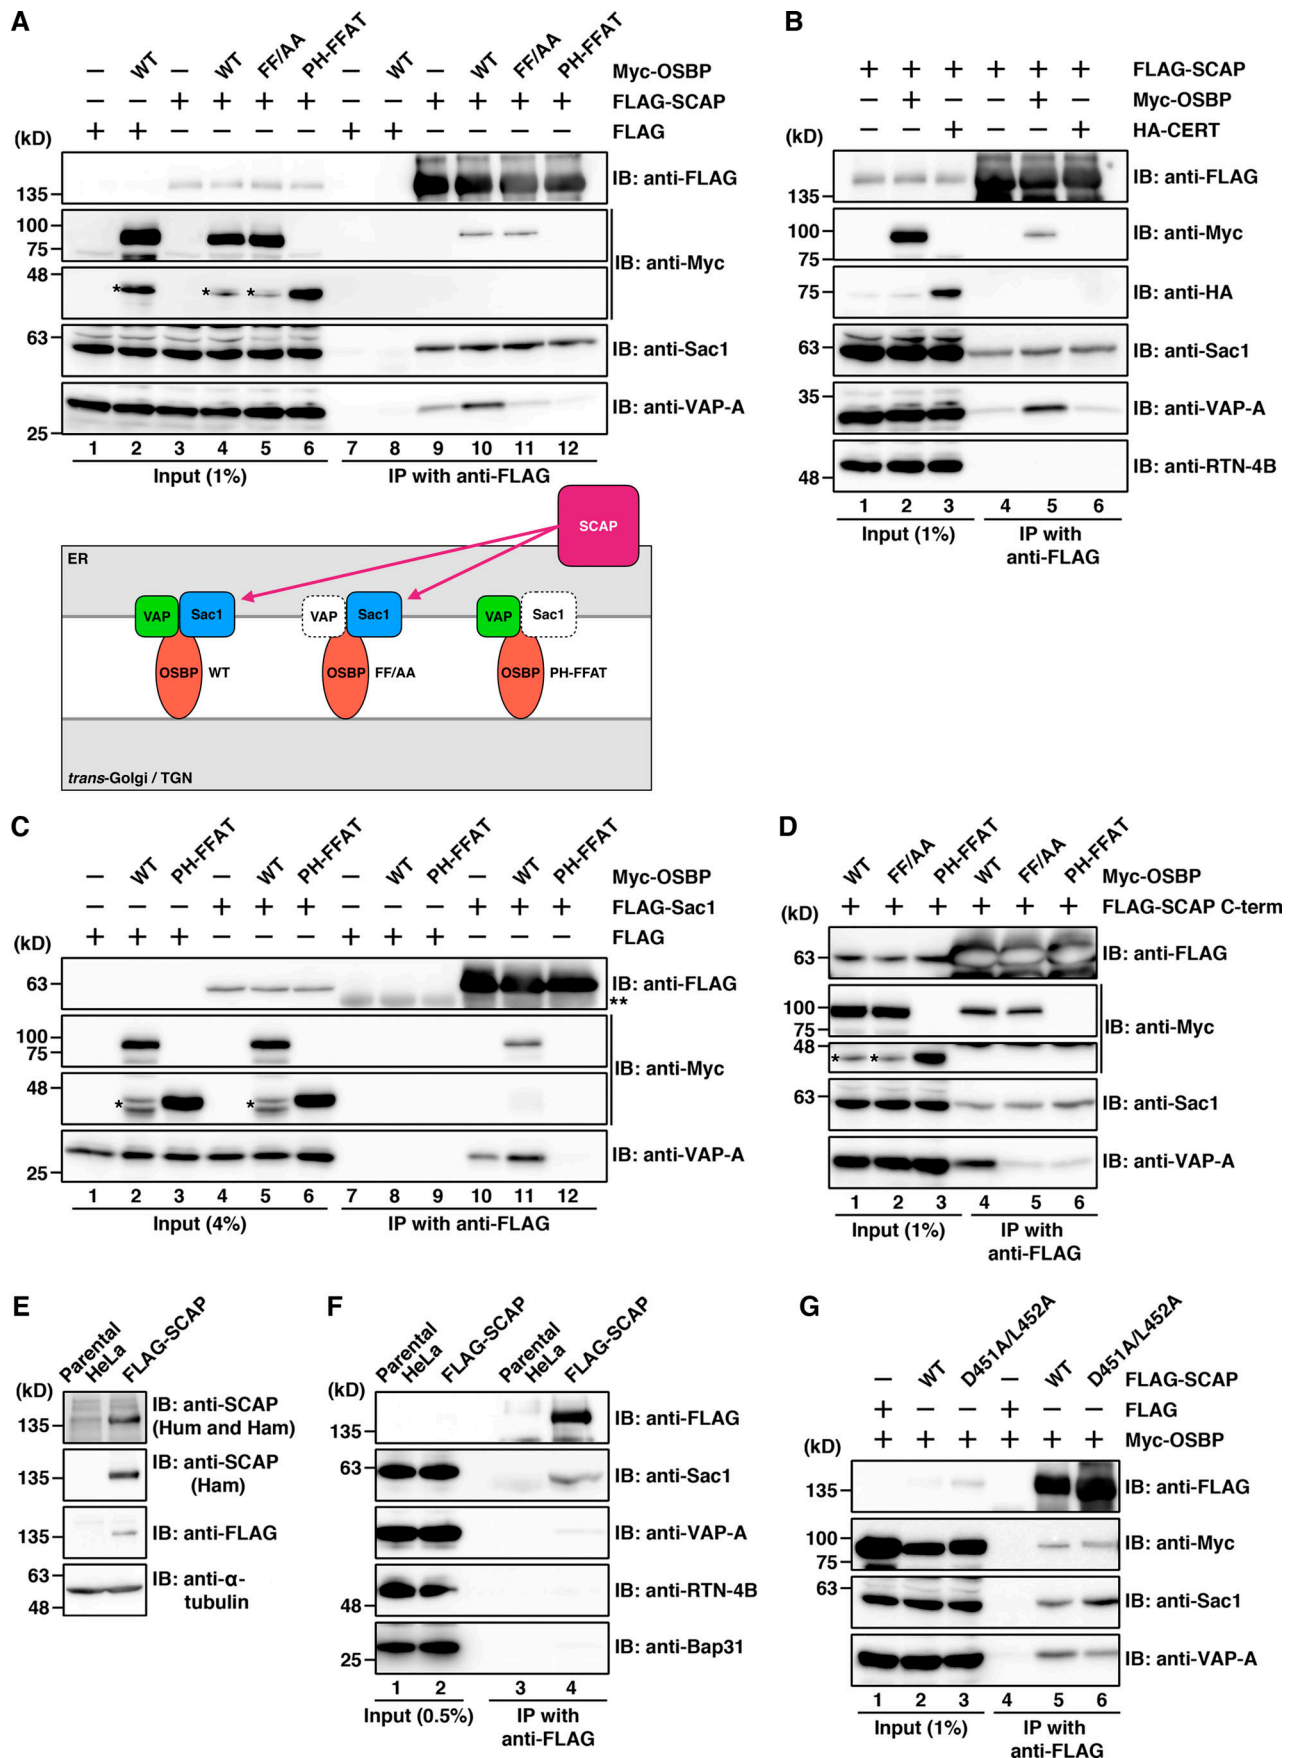 A
− WT − WT FF/AA PH-FFAT − WT − WT FF/AA PH-FFAT Myc-OSBP
− − + + + + − − + + + + FLAG-SCAP
(kD) + + − − − − + + − − − − FLAG
135 IB: anti-FLAG
100
75
IB: anti-Myc
48
* * *
63 IB: anti-Sac1
IB: anti-VAP-A
25
1 2 3 4 5 6 7 8 9 10 11 12
Input (1%) IP with anti-FLAG
SCAP
ER
VAP Sac1 VAP Sac1 VAP Sac1
OSBP WT OSBP FF/AA OSBP PH-FFAT
trans-Golgi / TGN
B
+ + + + + + FLAG-SCAP
− + − − + − Myc-OSBP
(kD) − − + − − + HA-CERT
135 IB: anti-FLAG
100 IB: anti-Myc
75
75 IB: anti-HA
63 IB: anti-Sac1
35
IB: anti-VAP-A
IB: anti-RTN-4B
48
1 2 3 4 5 6
Input (1%) IP with
anti-FLAG
C
− WT PH-FFAT − WT PH-FFAT − WT PH-FFAT − WT PH-FFAT Myc-OSBP
− − − + + + − − − + + + FLAG-Sac1
(kD) + + + − − − + + + − − − FLAG
63 IB: anti-FLAG
**
100
75
IB: anti-Myc
48
* *
IB: anti-VAP-A
25
1 2 3 4 5 6 7 8 9 10 11 12
Input (4%) IP with anti-FLAG
D
WT FF/AA PH-FFAT WT FF/AA PH-FFAT Myc-OSBP
(kD) + + + + + + FLAG-SCAP C-term
63 IB: anti-FLAG
100
75 IB: anti-Myc
48
* *
63 IB: anti-Sac1
IB: anti-VAP-A
1 2 3 4 5 6
Input (1%) IP with
anti-FLAG
E
Parental HeLa FLAG-SCAP
(kD)
135 IB: anti-SCAP
(Hum and Ham)
135 IB: anti-SCAP
(Ham)
135 IB: anti-FLAG
63 IB: anti-α-
48 tubulin
F
Parental HeLa FLAG-SCAP Parental HeLa FLAG-SCAP
(kD)
135 IB: anti-FLAG
63 IB: anti-Sac1
IB: anti-VAP-A
IB: anti-RTN-4B
48
IB: anti-Bap31
25
1 2 3 4
Input (0.5%) IP with
anti-FLAG
G
− WT D451A/L452A − WT D451A/L452A FLAG-SCAP
+ − − + − − FLAG
(kD) + + + + + + Myc-OSBP
135 IB: anti-FLAG
100
75 IB: anti-Myc
63
IB: anti-Sac1
IB: anti-VAP-A
1 2 3 4 5 6
Input (1%) IP with
anti-FLAG